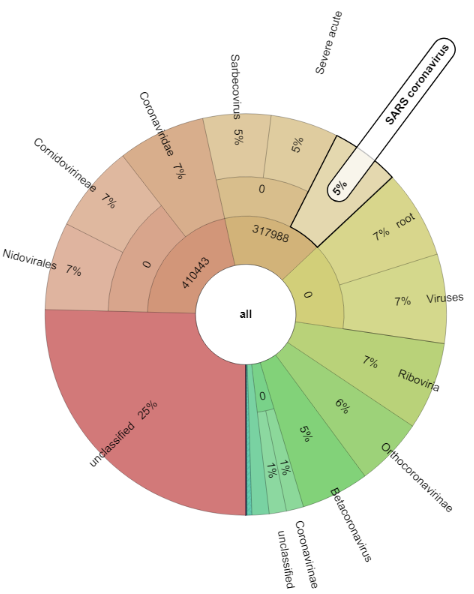 Severe acute
SARS coronavirus
5%
Sarbecovirus
5%
5%
Coronaviridae
7%
Cornidovirineae
7%
Nidovirales
7%
0
410443
0
317988
0
all
7% root
7% Viruses
7% Riboviria
6% Orthocoronavirinae
5% Betacoronavirus
0
1%
1%
Coronavirinae
unclassified
unclassified 25%